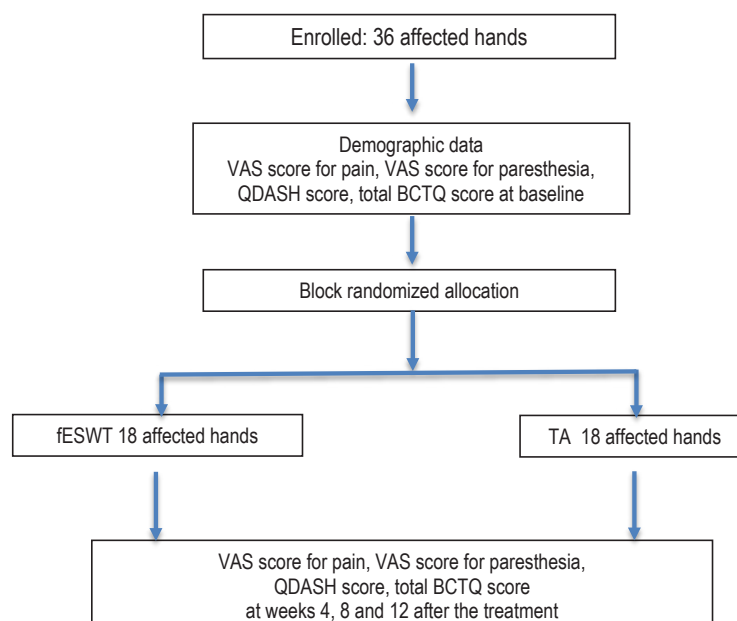 Enrolled: 36 affected hands
Demographic data
VAS score for pain, VAS score for paresthesia,
QDASH score, total BCTQ score at baseline
Block randomized allocation
fESWT 18 affected hands
TA 18 affected hands
VAS score for pain, VAS score for paresthesia,
QDASH score, total BCTQ score
at weeks 4, 8 and 12 after the treatment